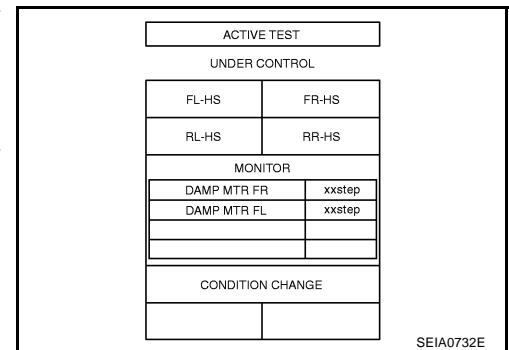 ACTIVE TEST
UNDER CONTROL
FL-HS FR-HS
RL-HS RR-HS
MONITOR
DAMP MTR FR xxstep
DAMP MTR FL xxstep
CONDITION CHANGE
SEIA0732E